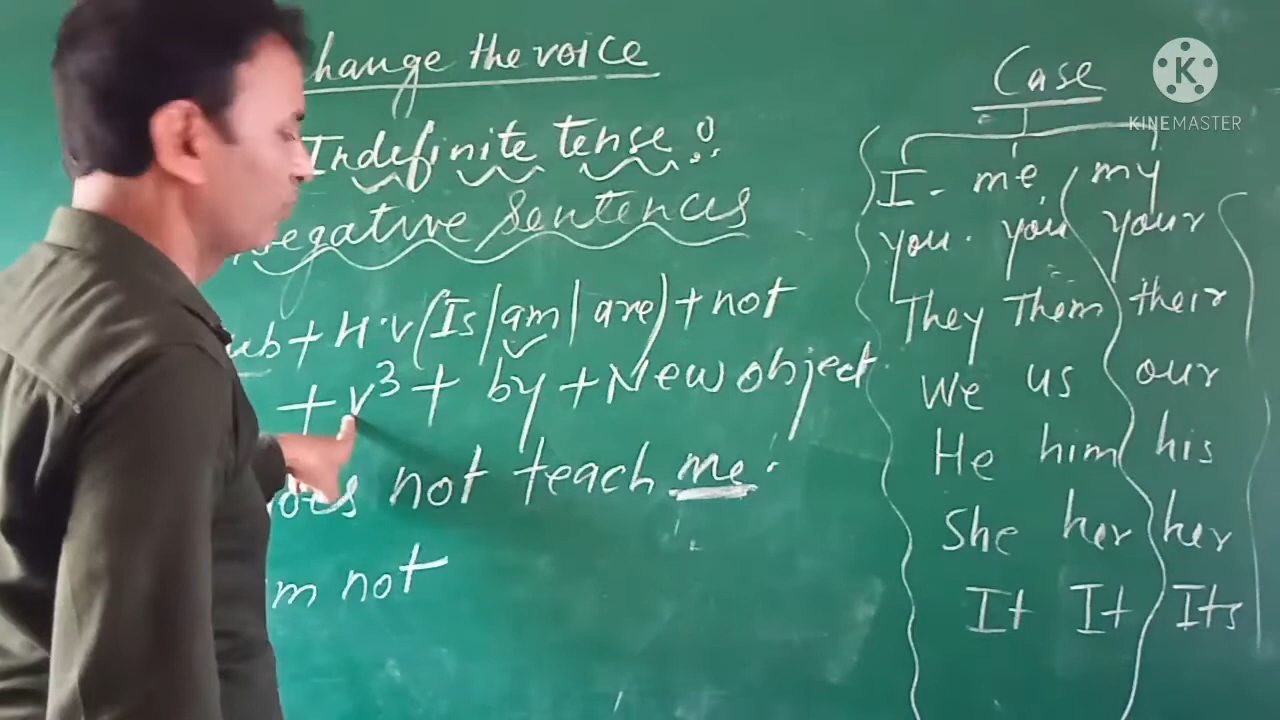 hange the voice
Indefinite tense :
Negative Sentences
ub + H.v (Is/am/are) + not
+ v3 + by + New object
does not teach me.
m not
Case
I - me my
you. you your
They Them their
We us our
He him his
She her her
It It Its
KINEMASTER